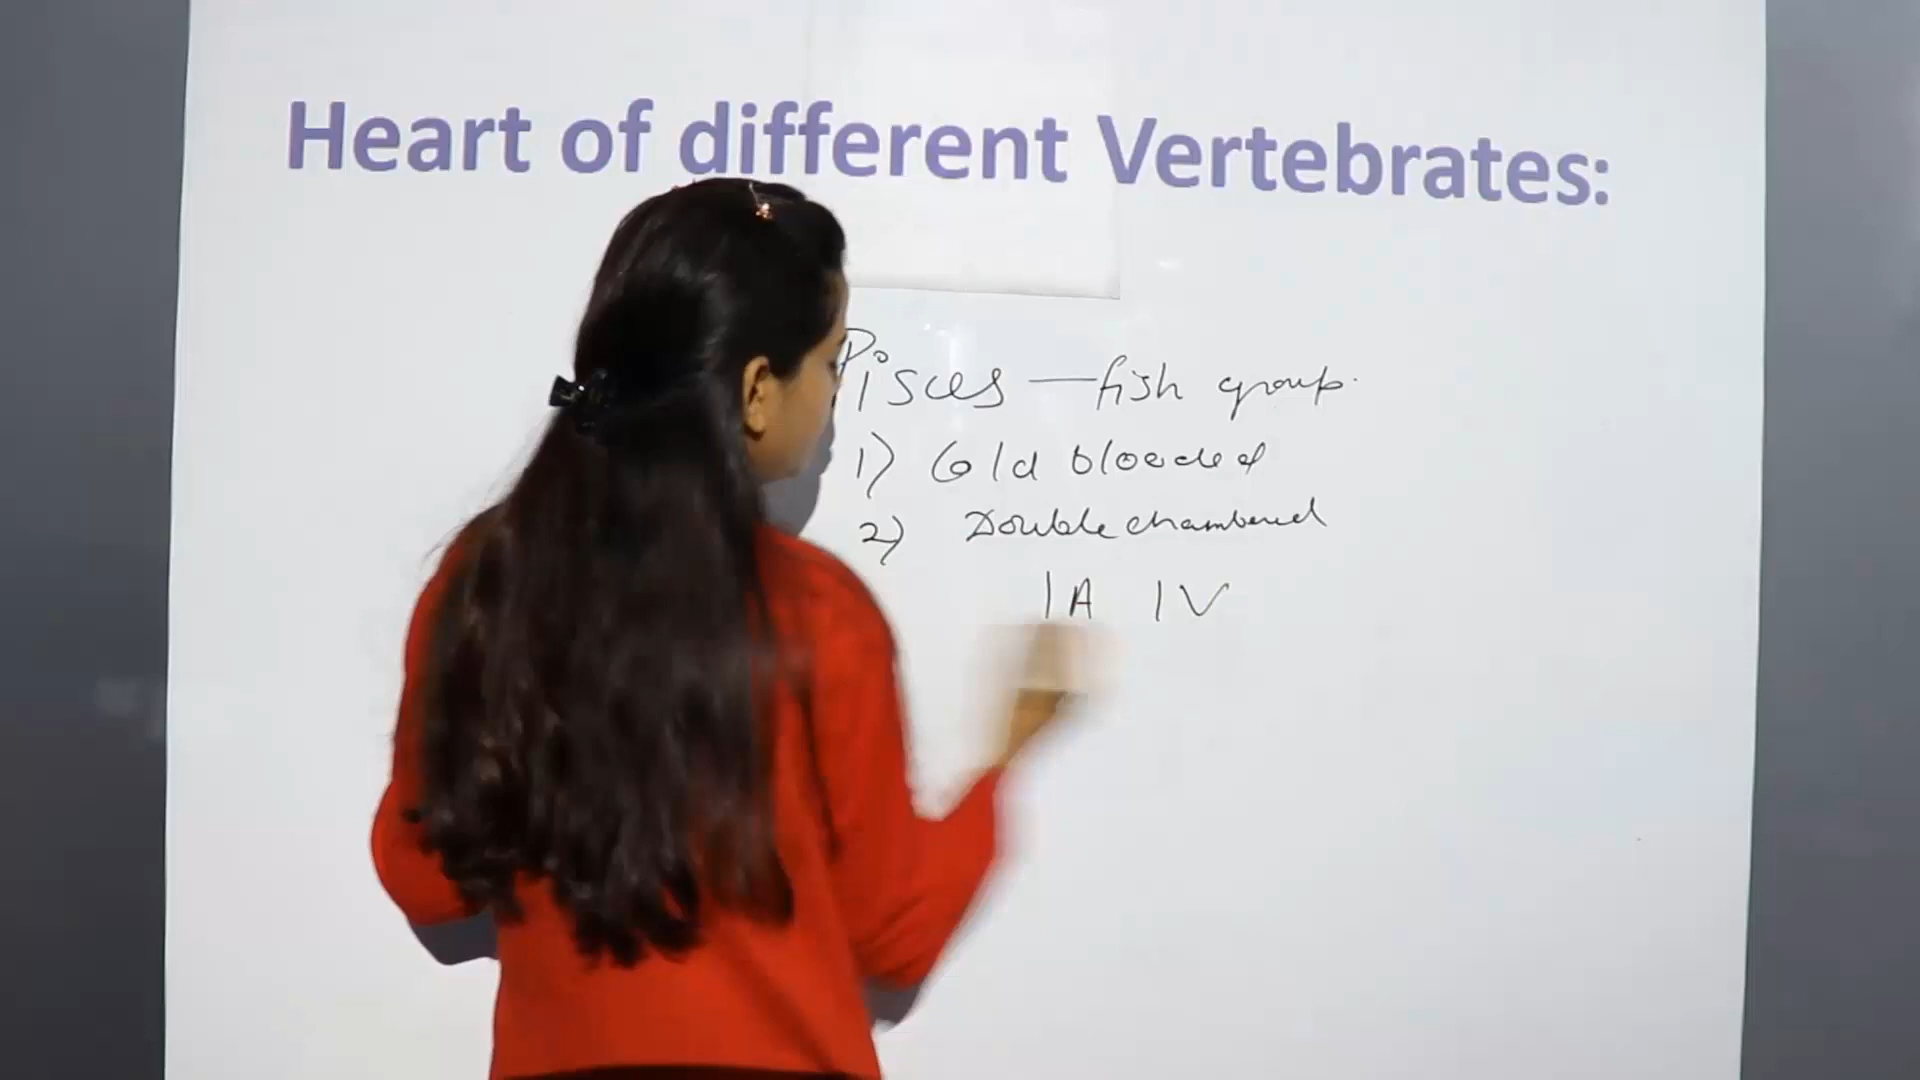 Heart of different Vertebrates:
Pisces — fish group.
1) Cold blooded
2) Double chambered
1A 1V